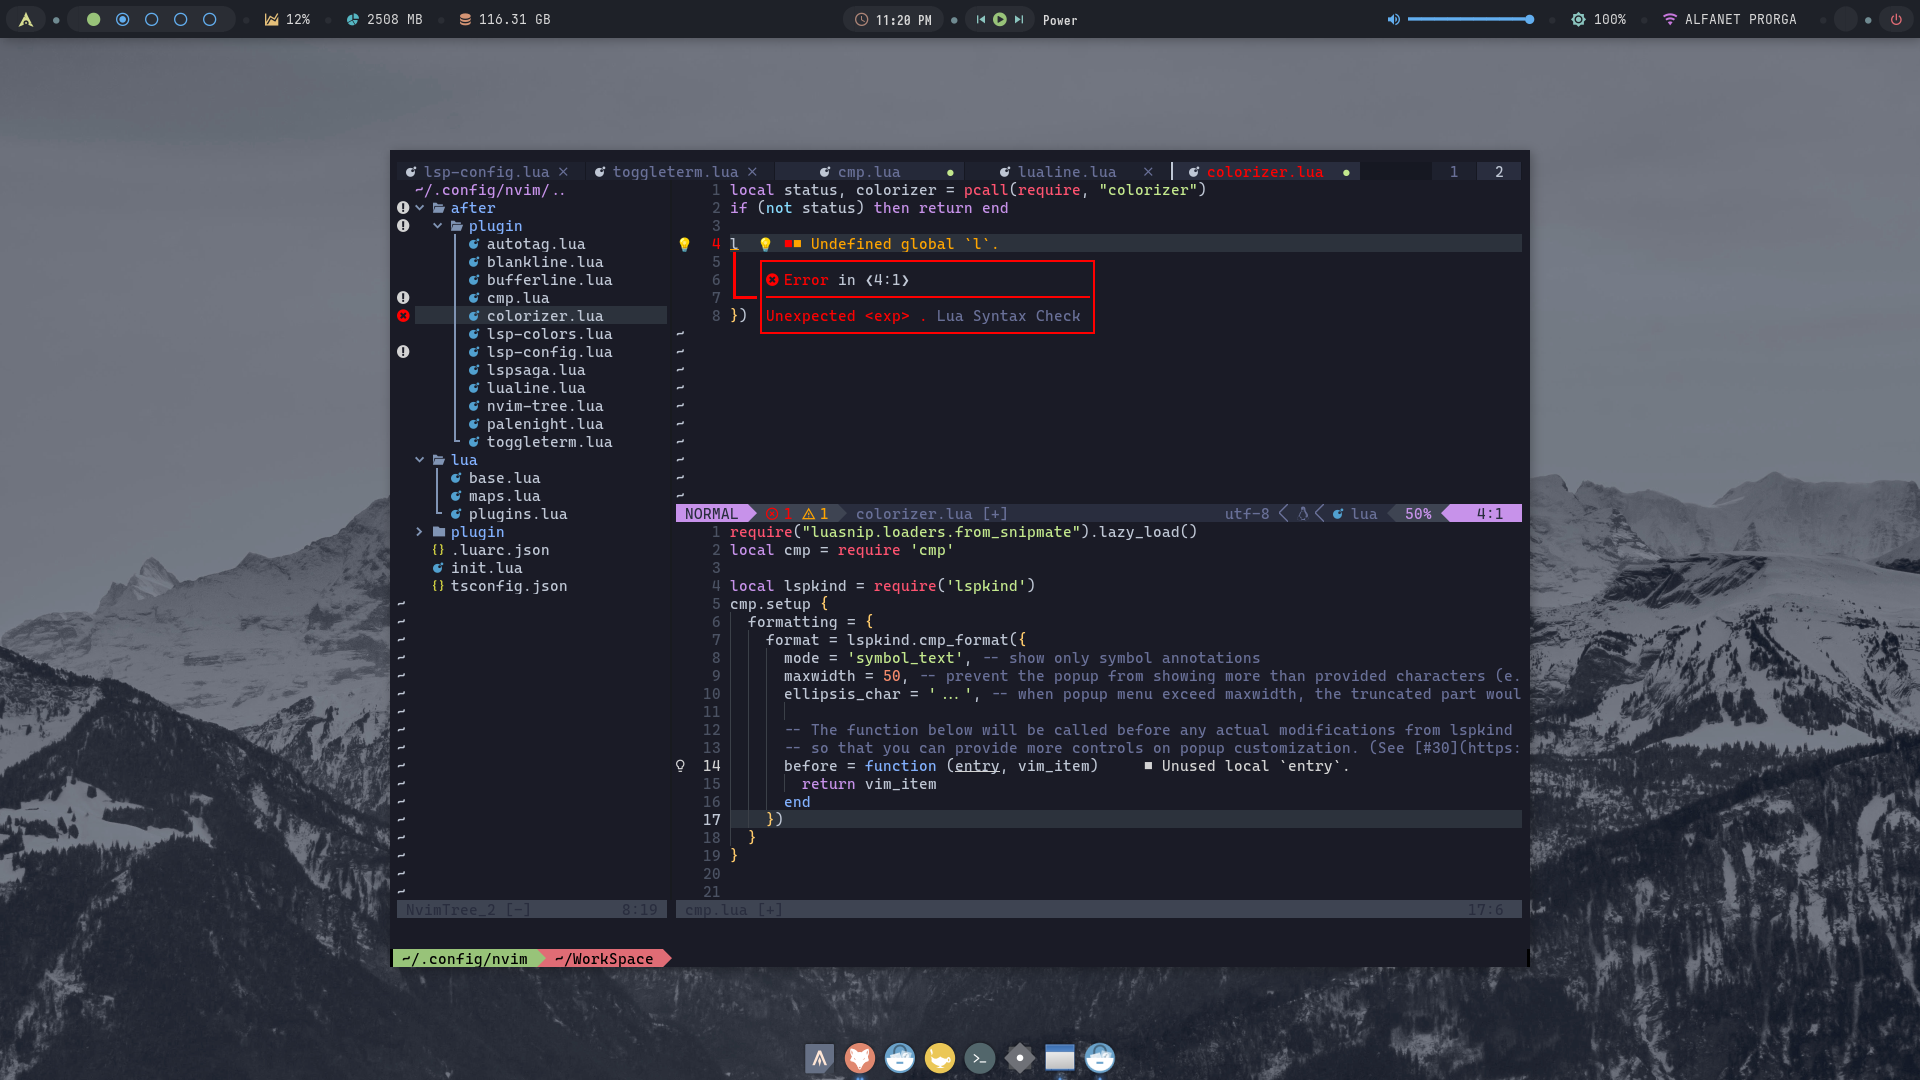 12% 2508 MB 116.31 GB 11:20 PM Power 100% ALFANET PRORGA
lsp-config.lua toggleterm.lua cmp.lua lualine.lua colorizer.lua 1 2
~/.config/nvim/..
after
plugin
autotag.lua
blankline.lua
bufferline.lua
cmp.lua
colorizer.lua
lsp-colors.lua
lsp-config.lua
lspsaga.lua
lualine.lua
nvim-tree.lua
palenight.lua
toggleterm.lua
lua
base.lua
maps.lua
plugins.lua
plugin
{} .luarc.json
init.lua
{} tsconfig.json
NvimTree_2 [-] 8:19
1 local status, colorizer = pcall(require, "colorizer")
2 if (not status) then return end
3
4 l Undefined global `l`.
5
6
7
8 })
Error in ❮4:1❯
Unexpected <exp> . Lua Syntax Check
NORMAL 1 1 colorizer.lua [+] utf-8 lua 50% 4:1
1 require("luasnip.loaders.from_snipmate").lazy_load()
2 local cmp = require 'cmp'
3
4 local lspkind = require('lspkind')
5 cmp.setup {
6 formatting = {
7 format = lspkind.cmp_format({
8 mode = 'symbol_text', -- show only symbol annotations
9 maxwidth = 50, -- prevent the popup from showing more than provided characters (e.
10 ellipsis_char = '...', -- when popup menu exceed maxwidth, the truncated part woul
11
12 -- The function below will be called before any actual modifications from lspkind
13 -- so that you can provide more controls on popup customization. (See [#30](https:
14 before = function (entry, vim_item) Unused local `entry`.
15 return vim_item
16 end
17 })
18 }
19 }
20
21
cmp.lua [+] 17:6
~/.config/nvim ~/WorkSpace